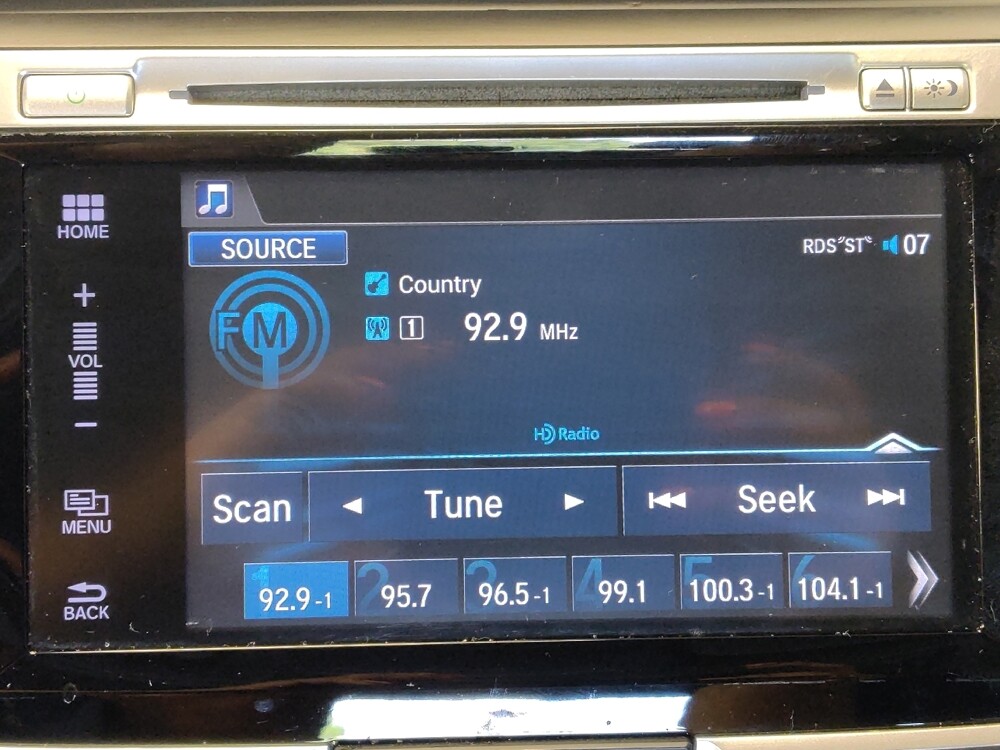 HOME
+
VOL
−
MENU
BACK
SOURCE
RDS ST 07
FM
Country
1 92.9 MHz
HD Radio
Scan Tune Seek
1 92.9-1
2 95.7
3 96.5-1
4 99.1
5 100.3-1
6 104.1-1